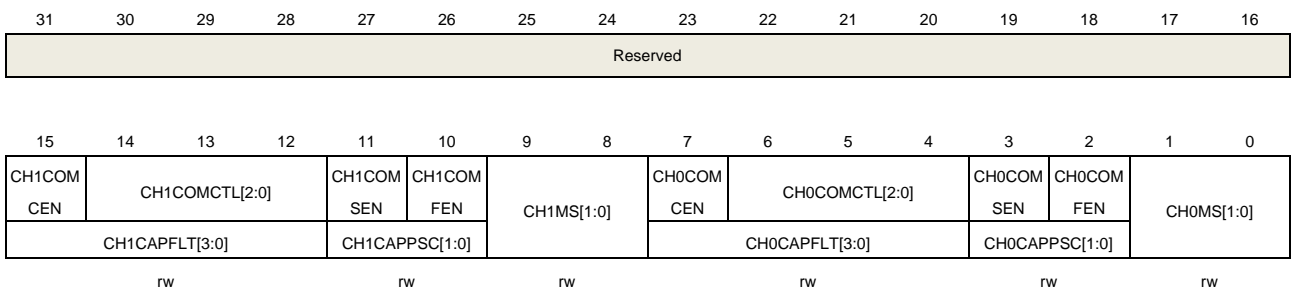 31 30 29 28 27 26 25 24 23 22 21 20 19 18 17 16
Reserved
15 14 13 12 11 10 9 8 7 6 5 4 3 2 1 0
CH1COM CEN CH1COMCTL[2:0] CH1COM SEN CH1COM FEN CH1MS[1:0] CH0COM CEN CH0COMCTL[2:0] CH0COM SEN CH0COM FEN CH0MS[1:0]
CH1CAPFLT[3:0] CH1CAPPSC[1:0] CH0CAPFLT[3:0] CH0CAPPSC[1:0]
rw rw rw rw rw rw